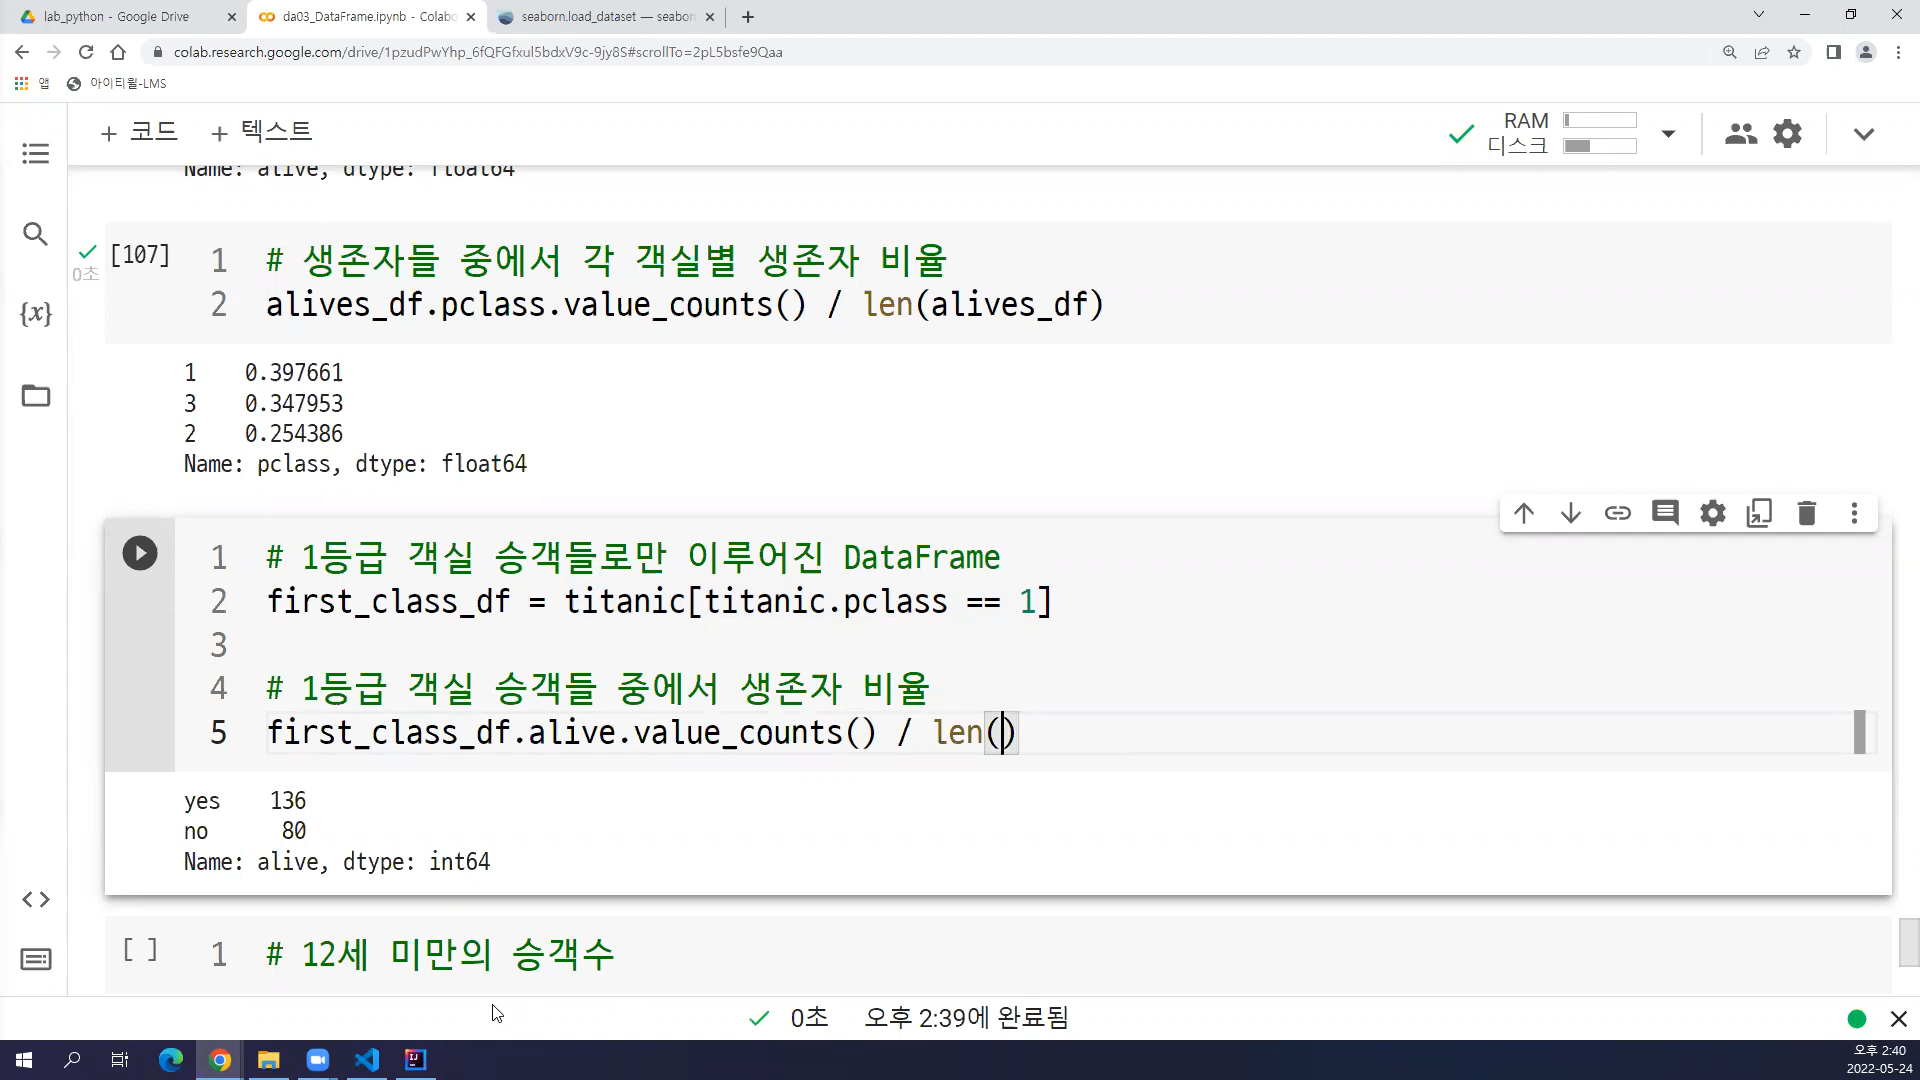 lab_python - Google Drive
da03_DataFrame.ipynb - Colabo
seaborn.load_dataset — seaborn
colab.research.google.com/drive/1pzudPwYhp_6fQFGfxul5bdxV9c-9jy8S#scrollTo=2pL5bsfe9Qaa
앱 아이티윌-LMS
+ 코드 + 텍스트
RAM
디스크
Name: alive, dtype: float64
[107]
0초
1 # 생존자들 중에서 각 객실별 생존자 비율
2 alives_df.pclass.value_counts() / len(alives_df)
1 0.397661
3 0.347953
2 0.254386
Name: pclass, dtype: float64
1 # 1등급 객실 승객들로만 이루어진 DataFrame
2 first_class_df = titanic[titanic.pclass == 1]
3
4 # 1등급 객실 승객들 중에서 생존자 비율
5 first_class_df.alive.value_counts() / len()
yes 136
no 80
Name: alive, dtype: int64
[ ] 1 # 12세 미만의 승객수
0초 오후 2:39에 완료됨
오후 2:40
2022-05-24